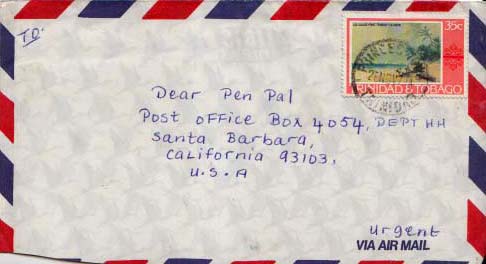 TO:
35c
TRINIDAD & TOBAGO
Dear Pen Pal
Post Office Box 4054, DEPT HH
Santa Barbara,
California 93103,
U.S.A
urgent
VIA AIR MAIL